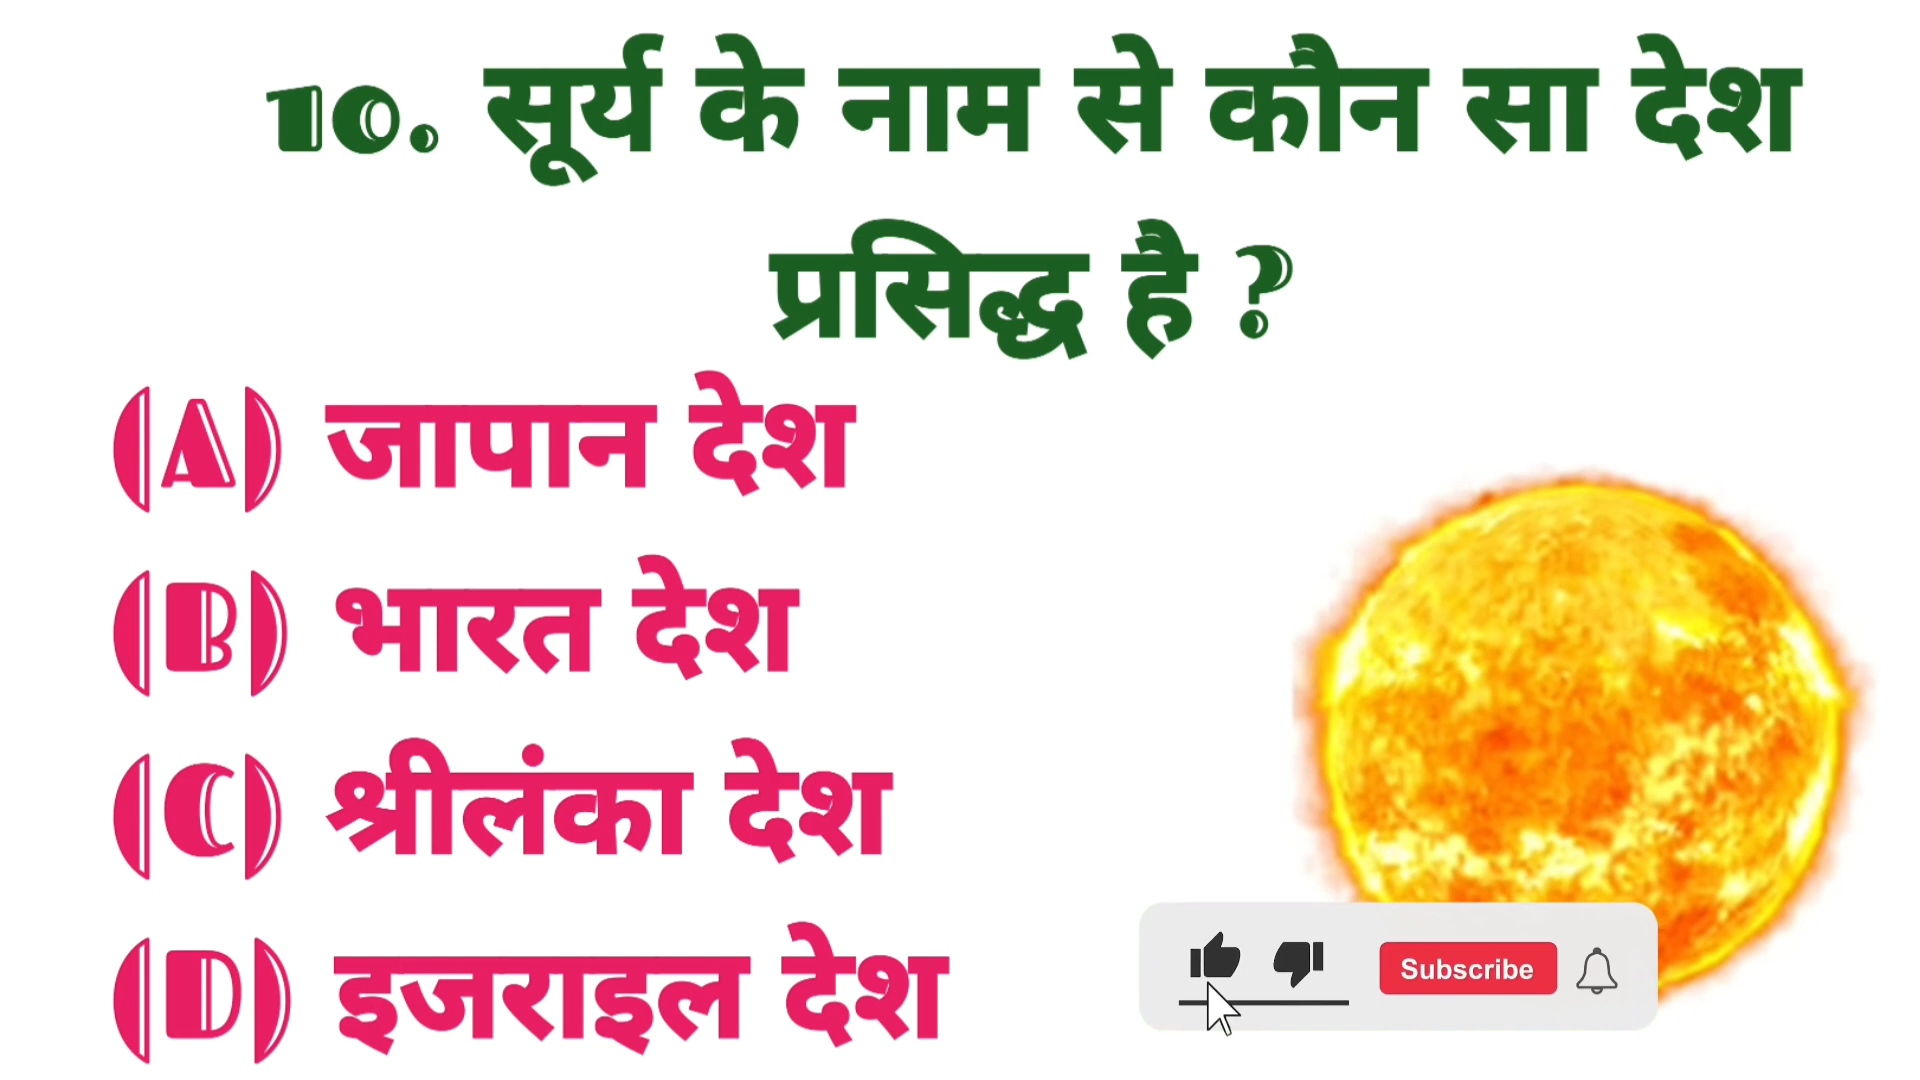 10. सूर्य के नाम से कौन सा देश
प्रसिद्ध है ?
(A) जापान देश
(B) भारत देश
(C) श्रीलंका देश
(D) इजराइल देश
Subscribe